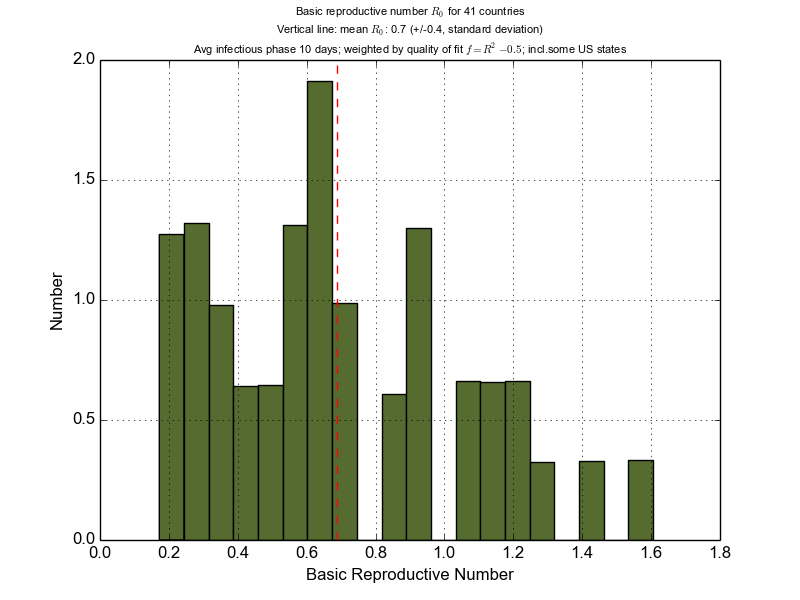 Basic reproductive number R₀ for 41 countries
Vertical line: mean R₀: 0.7 (+/-0.4, standard deviation)
Avg infectious phase 10 days; weighted by quality of fit f=R² −0.5; incl.some US states
2.0
1.5
1.0
0.5
0.0
Number
0.0 0.2 0.4 0.6 0.8 1.0 1.2 1.4 1.6 1.8
Basic Reproductive Number